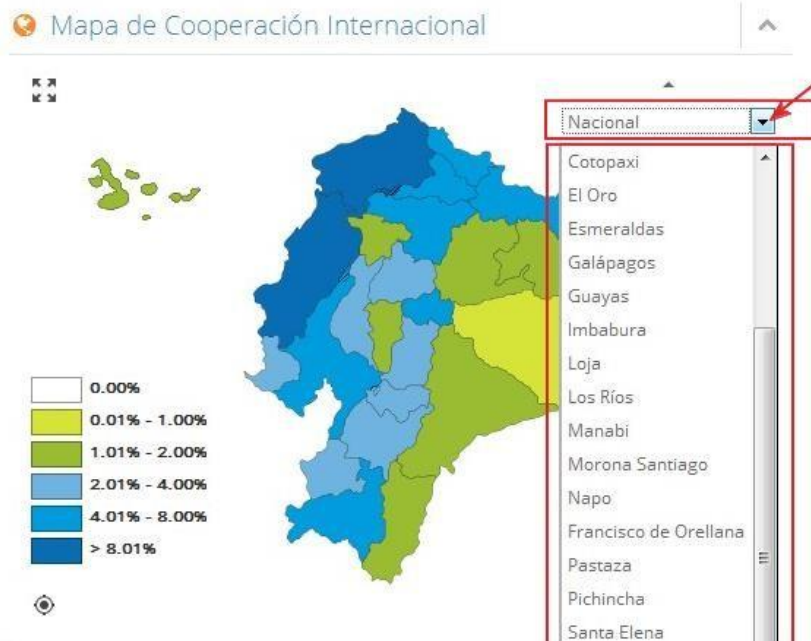 Mapa de Cooperación Internacional
Nacional
Cotopaxi
El Oro
Esmeraldas
Galápagos
Guayas
Imbabura
Loja
Los Ríos
Manabi
Morona Santiago
Napo
Francisco de Orellana
Pastaza
Pichincha
Santa Elena
0.00%
0.01% - 1.00%
1.01% - 2.00%
2.01% - 4.00%
4.01% - 8.00%
> 8.01%